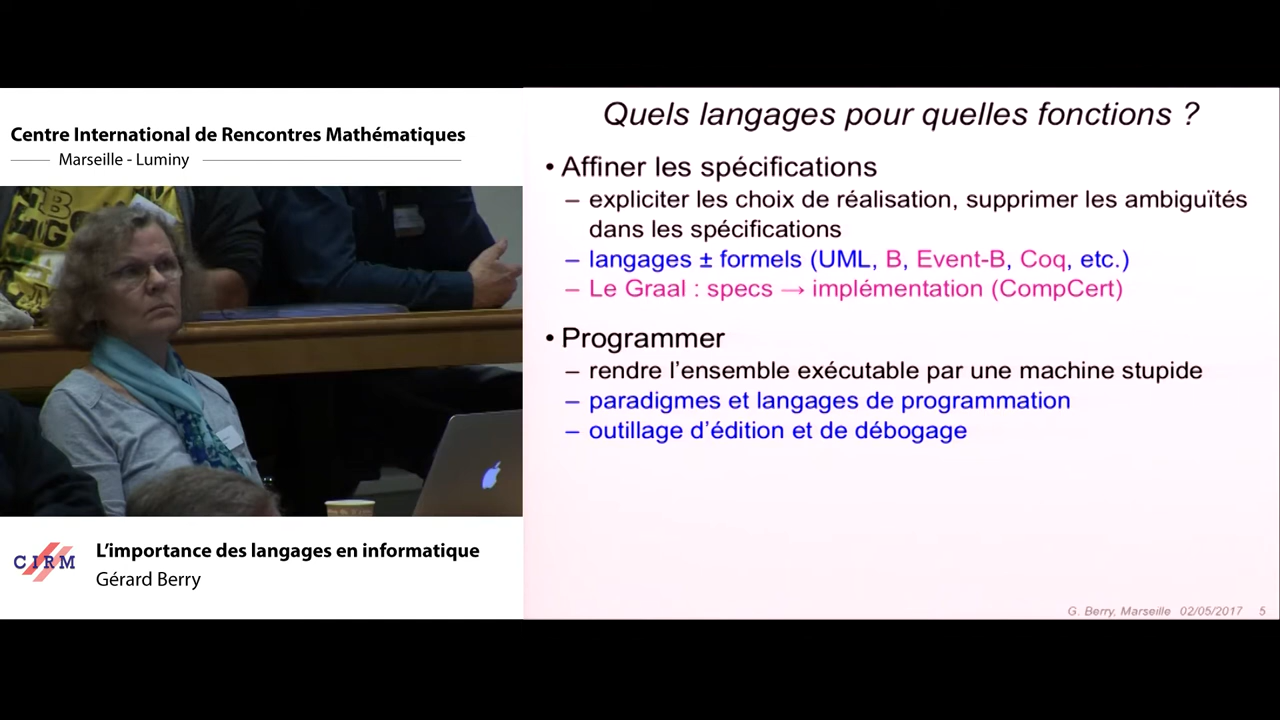 Centre International de Rencontres Mathématiques
Marseille - Luminy
CIRM
L'importance des langages en informatique
Gérard Berry
Quels langages pour quelles fonctions ?
• Affiner les spécifications
– expliciter les choix de réalisation, supprimer les ambiguïtés
dans les spécifications
– langages ± formels (UML, B, Event-B, Coq, etc.)
– Le Graal : specs → implémentation (CompCert)
• Programmer
– rendre l'ensemble exécutable par une machine stupide
– paradigmes et langages de programmation
– outillage d'édition et de débogage
G. Berry, Marseille 02/05/2017 5